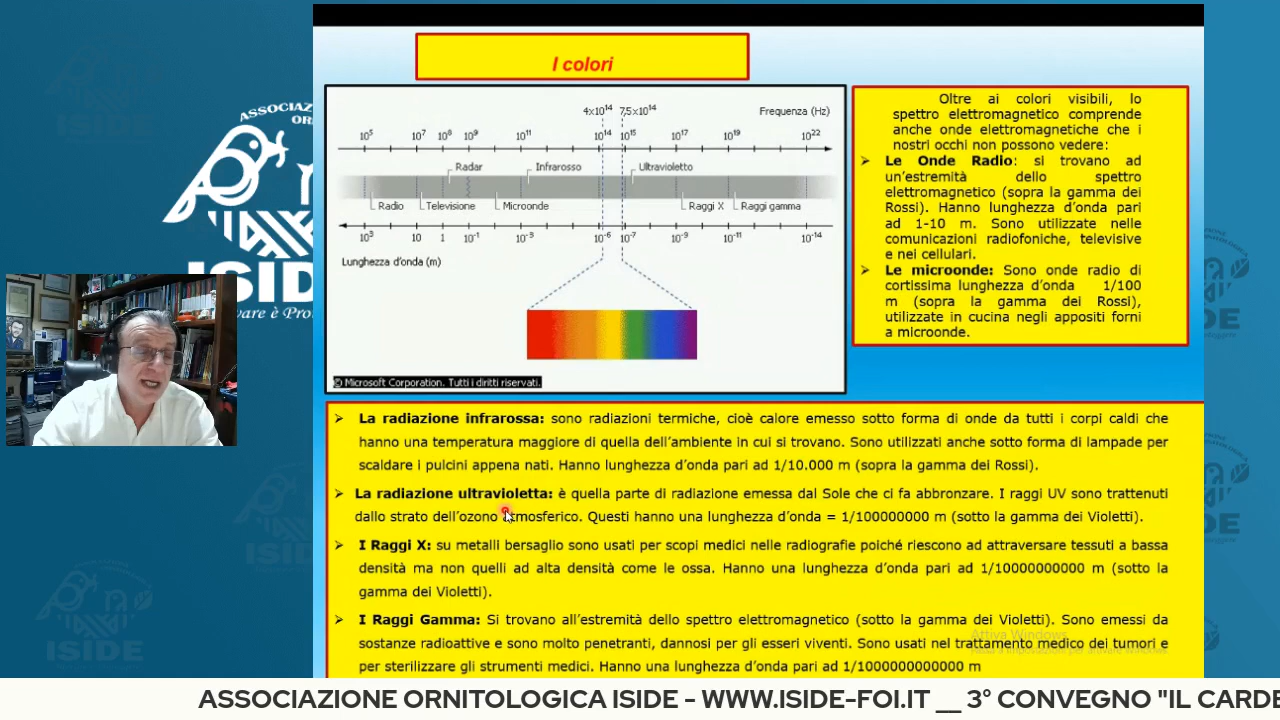 I colori
4x10¹⁴ 7,5x10¹⁴ Frequenza (Hz)
10⁵ 10⁷ 10⁸ 10⁹ 10¹¹ 10¹⁴ 10¹⁵ 10¹⁷ 10¹⁹ 10²²
Radar Infrarosso Ultravioletto
Radio Televisione Microonde Raggi X Raggi gamma
10³ 10 1 10⁻¹ 10⁻³ 10⁻⁶ 10⁻⁷ 10⁻⁹ 10⁻¹¹ 10⁻¹⁴
Lunghezza d'onda (m)
© Microsoft Corporation. Tutti i diritti riservati.
Oltre ai colori visibili, lo
spettro elettromagnetico comprende
anche onde elettromagnetiche che i
nostri occhi non possono vedere:
➢ Le Onde Radio: si trovano ad
un'estremità dello spettro
elettromagnetico (sopra la gamma dei
Rossi). Hanno lunghezza d'onda pari
ad 1-10 m. Sono utilizzate nelle
comunicazioni radiofoniche, televisive
e nei cellulari.
➢ Le microonde: Sono onde radio di
cortissima lunghezza d'onda 1/100
m (sopra la gamma dei Rossi),
utilizzate in cucina negli appositi forni
a microonde.
➢ La radiazione infrarossa: sono radiazioni termiche, cioè calore emesso sotto forma di onde da tutti i corpi caldi che
hanno una temperatura maggiore di quella dell'ambiente in cui si trovano. Sono utilizzati anche sotto forma di lampade per
scaldare i pulcini appena nati. Hanno lunghezza d'onda pari ad 1/10.000 m (sopra la gamma dei Rossi).
➢ La radiazione ultravioletta: è quella parte di radiazione emessa dal Sole che ci fa abbronzare. I raggi UV sono trattenuti
dallo strato dell'ozono atmosferico. Questi hanno una lunghezza d'onda = 1/100000000 m (sotto la gamma dei Violetti).
➢ I Raggi X: su metalli bersaglio sono usati per scopi medici nelle radiografie poiché riescono ad attraversare tessuti a bassa
densità ma non quelli ad alta densità come le ossa. Hanno una lunghezza d'onda pari ad 1/10000000000 m (sotto la
gamma dei Violetti).
➢ I Raggi Gamma: Si trovano all'estremità dello spettro elettromagnetico (sotto la gamma dei Violetti). Sono emessi da
sostanze radioattive e sono molto penetranti, dannosi per gli esseri viventi. Sono usati nel trattamento medico dei tumori e
per sterilizzare gli strumenti medici. Hanno una lunghezza d'onda pari ad 1/1000000000000 m
Attiva Windows
ASSOCIAZ
OR
ISID
vare è Pro
ISIDE
ASSOCIAZIONE ORNITOLOGICA ISIDE - WWW.ISIDE-FOI.IT __ 3° CONVEGNO "IL CARDE